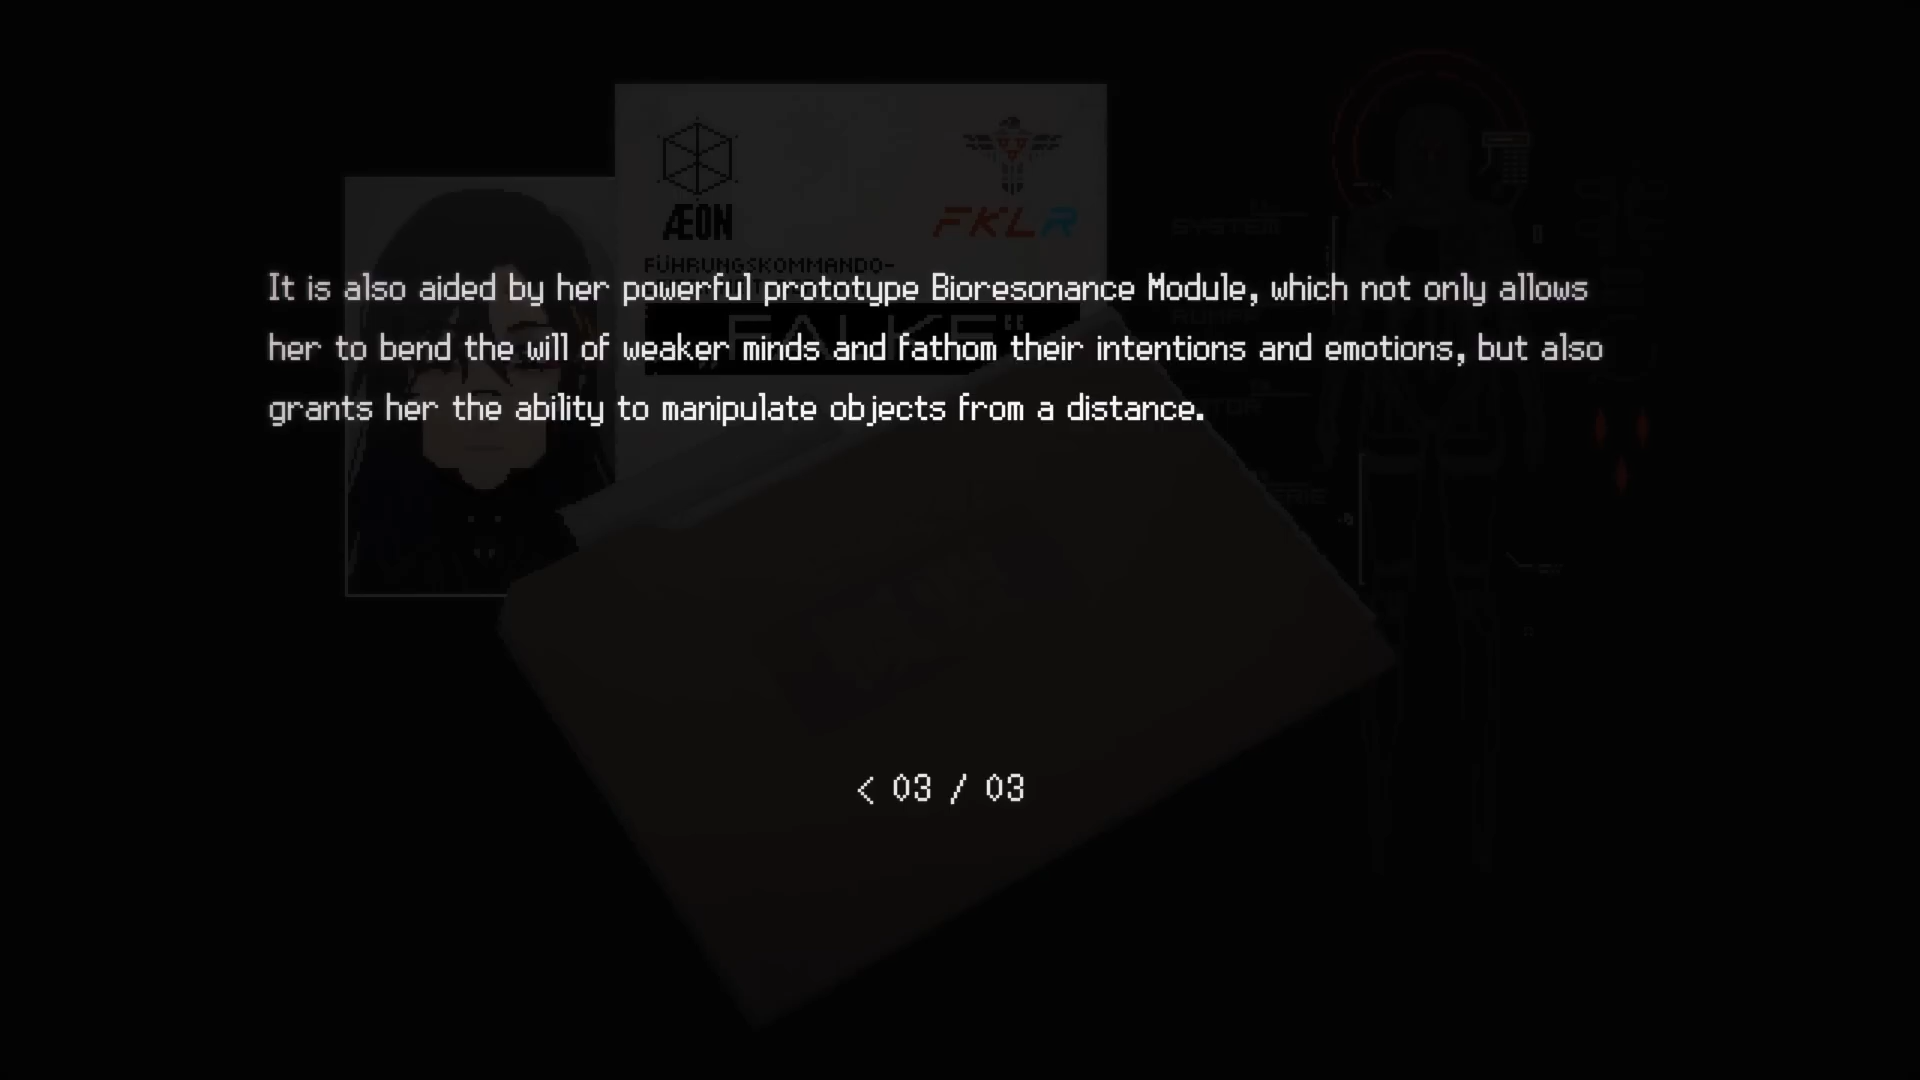 ÆON
FKLR
FÜHRUNGSKOMMANDO-
„FALKE“
SYSTEM
It is also aided by her powerful prototype Bioresonance Module, which not only allows
her to bend the will of weaker minds and fathom their intentions and emotions, but also
grants her the ability to manipulate objects from a distance.
< 03 / 03